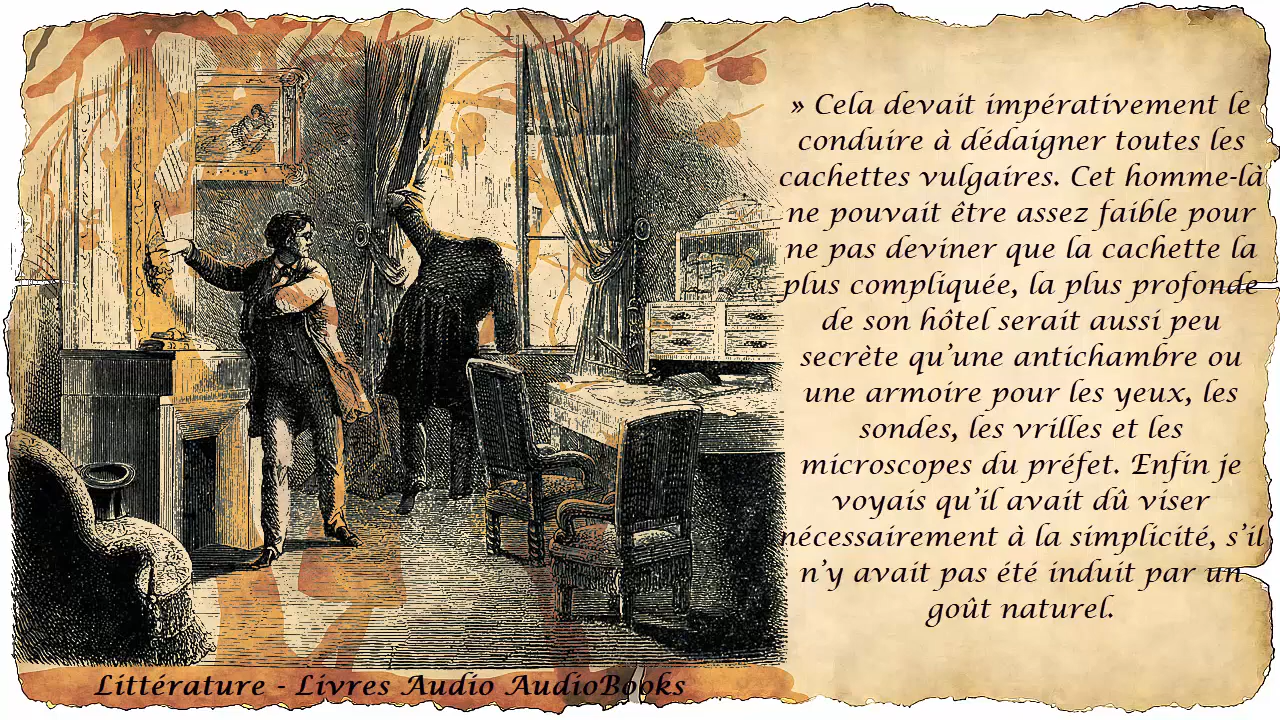 » Cela devait impérativement le
conduire à dédaigner toutes les
cachettes vulgaires. Cet homme-là
ne pouvait être assez faible pour
ne pas deviner que la cachette la
plus compliquée, la plus profonde
de son hôtel serait aussi peu
secrète qu’une antichambre ou
une armoire pour les yeux, les
sondes, les vrilles et les
microscopes du préfet. Enfin je
voyais qu’il avait dû viser
nécessairement à la simplicité, s’il
n’y avait pas été induit par un
goût naturel.
Littérature - Livres Audio AudioBooks